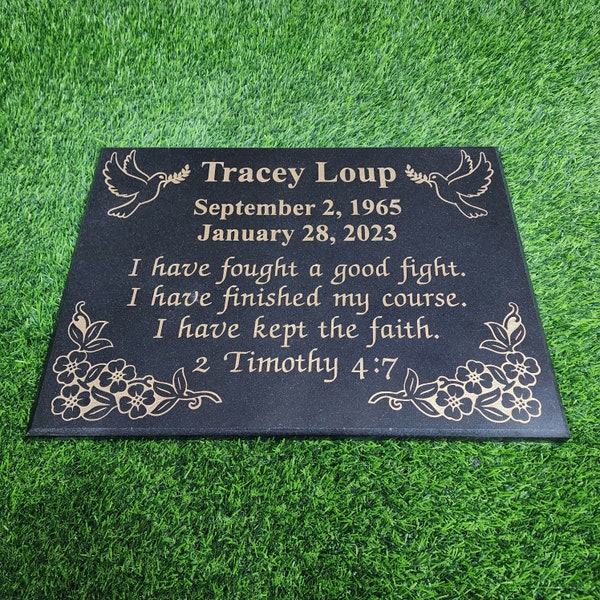 Tracey Loup
September 2, 1965
January 28, 2023
I have fought a good fight.
I have finished my course.
I have kept the faith.
2 Timothy 4:7